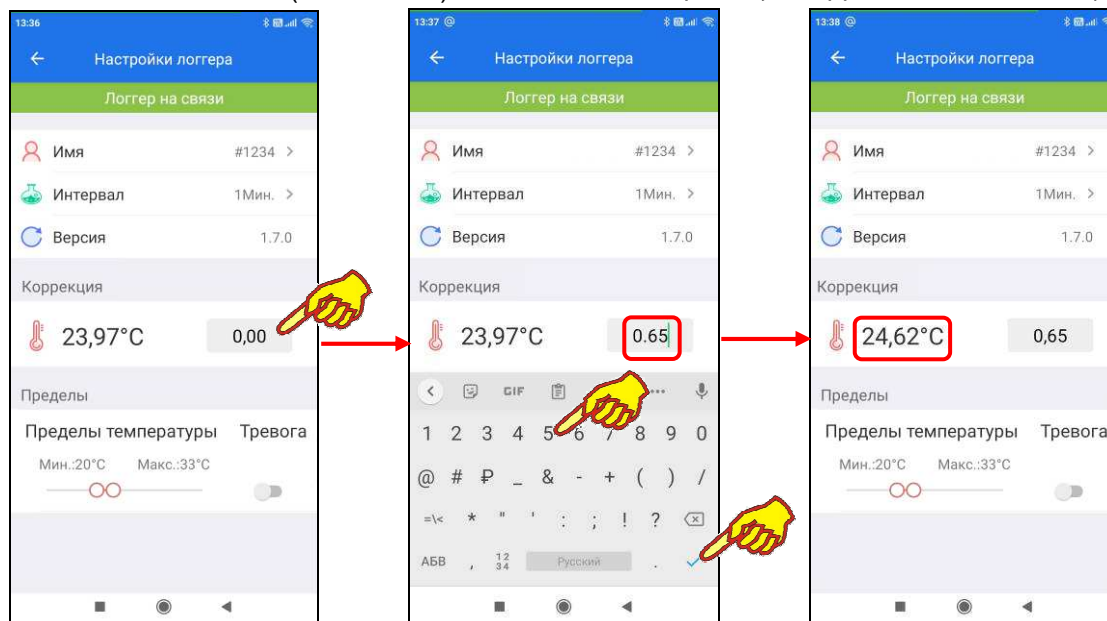 13:36
Настройки логгера
Логгер на связи
Имя #1234 >
Интервал 1Мин. >
Версия 1.7.0
Коррекция
23,97°C 0,00
Пределы
Пределы температуры Тревога
Мин.:20°C Макс.:33°C
13:37 @
Настройки логгера
Логгер на связи
Имя #1234 >
Интервал 1Мин. >
Версия 1.7.0
Коррекция
23,97°C 0.65
GIF
1 2 3 4 5 6 7 8 9 0
@ # ₽ _ & - + ( ) /
=\< * " ' : ; ! ?
АБВ , 12 34 Русский .
13:38 @
Настройки логгера
Логгер на связи
Имя #1234 >
Интервал 1Мин. >
Версия 1.7.0
Коррекция
24,62°C 0,65
Пределы
Пределы температуры Тревога
Мин.:20°C Макс.:33°C